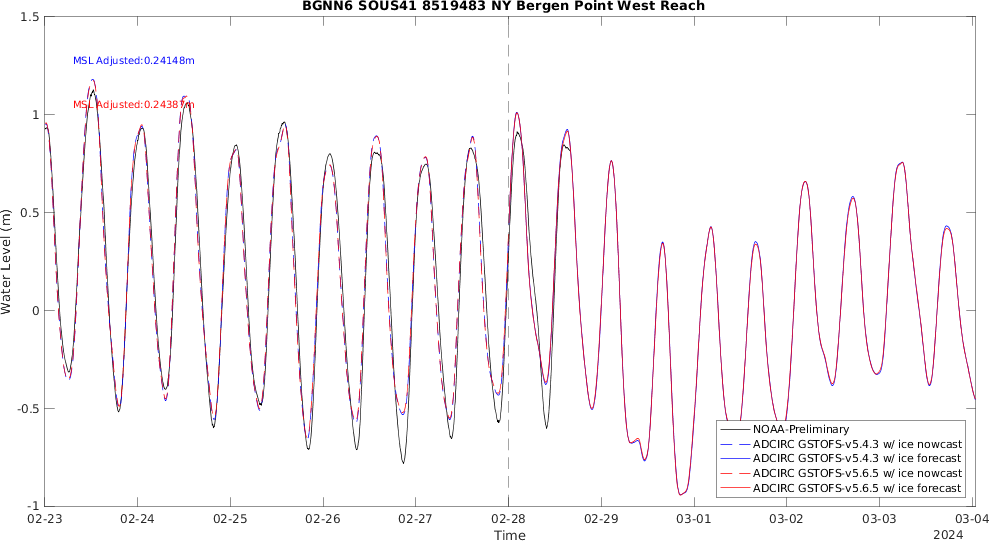 BGNN6 SOUS41 8519483 NY Bergen Point West Reach
1.5
MSL Adjusted:0.24148m
MSL Adjusted:0.24387m
1
0.5
Water Level (m)
0
-0.5
NOAA-Preliminary
ADCIRC GSTOFS-v5.4.3 w/ ice nowcast
ADCIRC GSTOFS-v5.4.3 w/ ice forecast
ADCIRC GSTOFS-v5.6.5 w/ ice nowcast
ADCIRC GSTOFS-v5.6.5 w/ ice forecast
-1
02-23 02-24 02-25 02-26 02-27 02-28 02-29 03-01 03-02 03-03 03-04
Time
2024